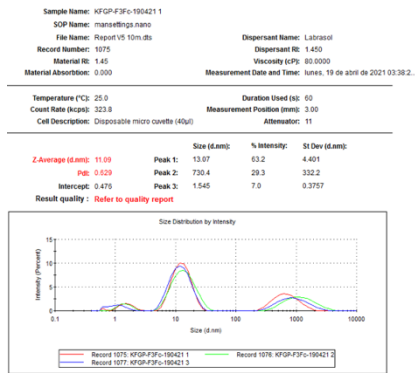 Sample Name: KFGP-F3Fc-190421 1
SOP Name: mansettings.nano
File Name: Report V5 10m.dts Dispersant Name: Labrasol
Record Number: 1075 Dispersant RI: 1.450
Material RI: 1.45 Viscosity (cP): 80.0000
Material Absorbtion: 0.000 Measurement Date and Time: lunes, 19 de abril de 2021 03:38:2...
Temperature (°C): 25.0 Duration Used (s): 60
Count Rate (kcps): 323.8 Measurement Position (mm): 3.00
Cell Description: Disposable micro cuvette (40µl) Attenuator: 11
Size (d.nm): % Intensity: St Dev (d.nm):
Z-Average (d.nm): 11.09 Peak 1: 13.07 63.2 4.401
PdI: 0.529 Peak 2: 730.4 29.3 332.2
Intercept: 0.476 Peak 3: 1.545 7.0 0.3757
Result quality : Refer to quality report
Size Distribution by Intensity
Intensity (Percent)
15
10
5
0
0.1 1 10 100 1000 10000
Size (d.nm)
Record 1075: KFGP-F3Fc-190421 1 Record 1076: KFGP-F3Fc-190421 2
Record 1077: KFGP-F3Fc-190421 3